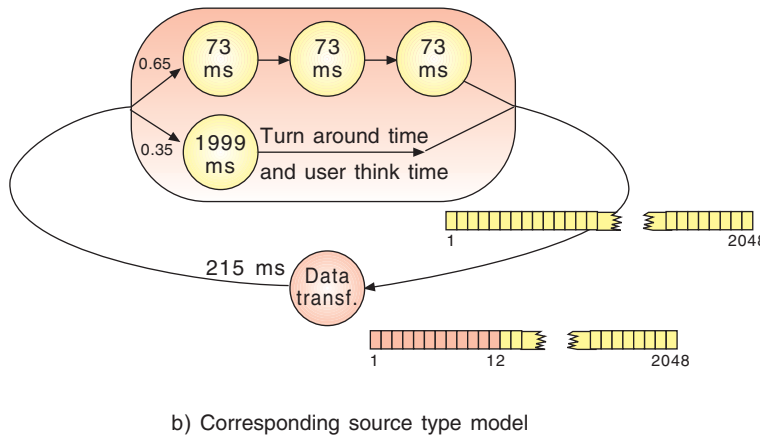 73
ms
73
ms
73
ms
0.65
0.35
1999
ms
Turn around time
and user think time
1
2048
215 ms
Data
transf.
1
12
2048
b) Corresponding source type model